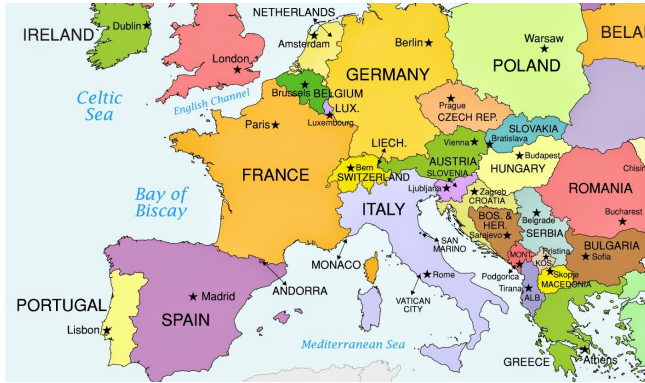 NETHERLANDS
IRELAND
Dublin
London
Amsterdam
Berlin
Warsaw
BELA
POLAND
GERMANY
Celtic
Sea
English Channel
Brussels
BELGIUM
LUX.
Luxembourg
Prague
CZECH REP.
Paris
SLOVAKIA
Bratislava
Vienna
LIECH.
Budapest
HUNGARY
AUSTRIA
Bern
SWITZERLAND
SLOVENIA
Ljubljana
Chisin
FRANCE
ROMANIA
Zagreb
CROATIA
Bay of
Biscay
ITALY
BOS. &
HER.
Sarajevo
Belgrade
SERBIA
Bucharest
SAN
MARINO
MONACO
MONT.
Pristina
KOS.
BULGARIA
Sofia
ANDORRA
Rome
Podgorica
Skopje
MACEDONIA
Tirana
ALB.
VATICAN
CITY
PORTUGAL
Madrid
SPAIN
Lisbon
Mediterranean Sea
GREECE
Athens